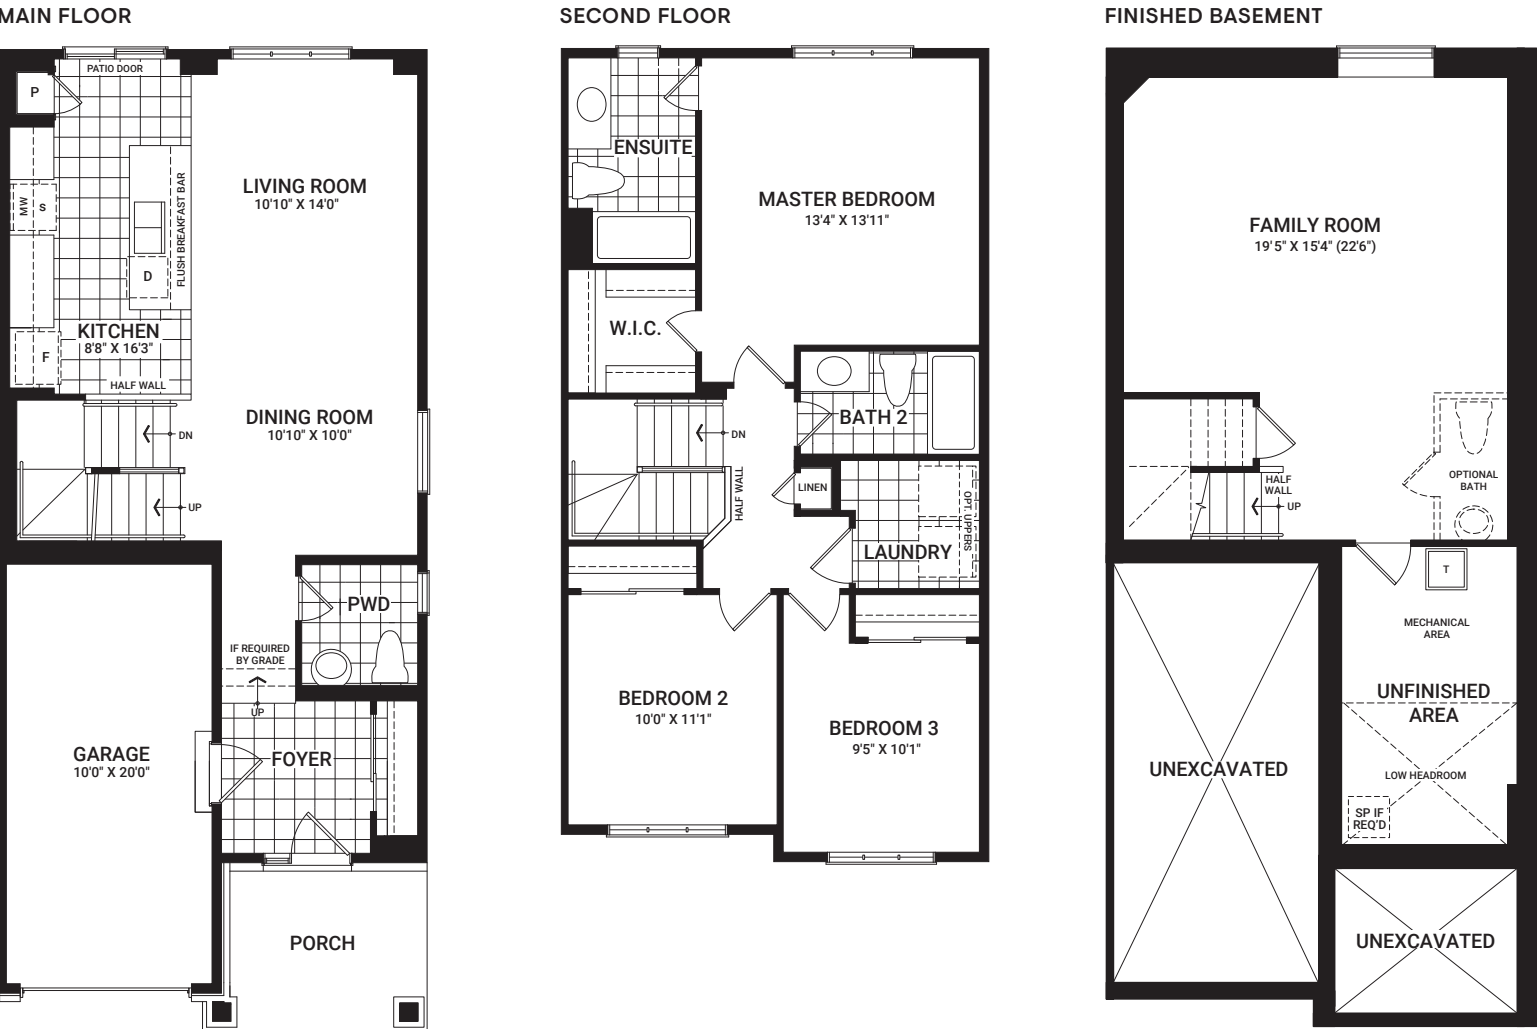 MAIN FLOOR
PATIO DOOR
P
LIVING ROOM
10'10" X 14'0"
MW
S
FLUSH BREAKFAST BAR
D
KITCHEN
8'8" X 16'3"
F
HALF WALL
DINING ROOM
10'10" X 10'0"
DN
UP
PWD
IF REQUIRED
BY GRADE
UP
FOYER
GARAGE
10'0" X 20'0"
PORCH
SECOND FLOOR
ENSUITE
MASTER BEDROOM
13'4" X 13'11"
W.I.C.
BATH 2
DN
HALF WALL
LINEN
OPT. UPPERS
LAUNDRY
BEDROOM 2
10'0" X 11'1"
BEDROOM 3
9'5" X 10'1"
FINISHED BASEMENT
FAMILY ROOM
19'5" X 15'4" (22'6")
OPTIONAL
BATH
HALF
WALL
UP
T
MECHANICAL
AREA
UNFINISHED
AREA
LOW HEADROOM
SP IF
REQ'D
UNEXCAVATED
UNEXCAVATED